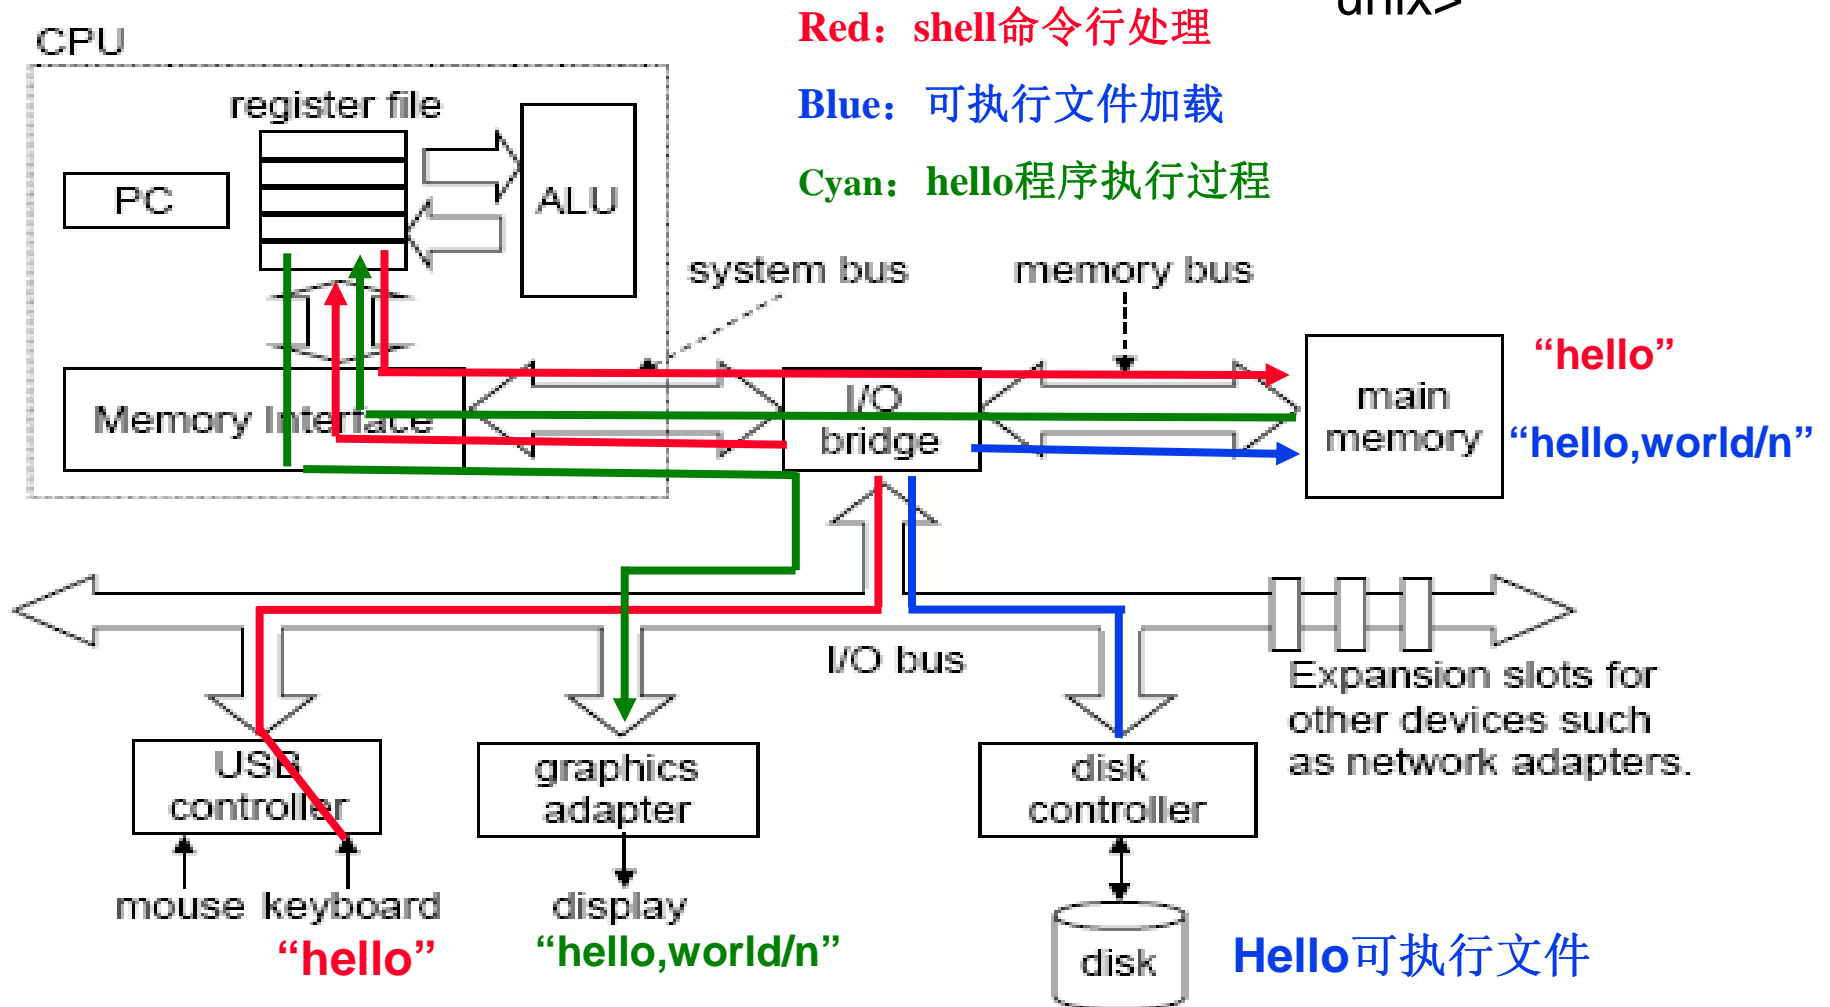 unix>
Red：shell命令行处理
CPU
Blue：可执行文件加载
register file
Cyan：hello程序执行过程
PC
ALU
system bus
memory bus
“hello”
I/O
bridge
main
memory
Memory Interface
“hello,world/n”
I/O bus
Expansion slots for
other devices such
as network adapters.
USB
controller
graphics
adapter
disk
controller
mouse
keyboard
display
“hello”
“hello,world/n”
disk
Hello可执行文件